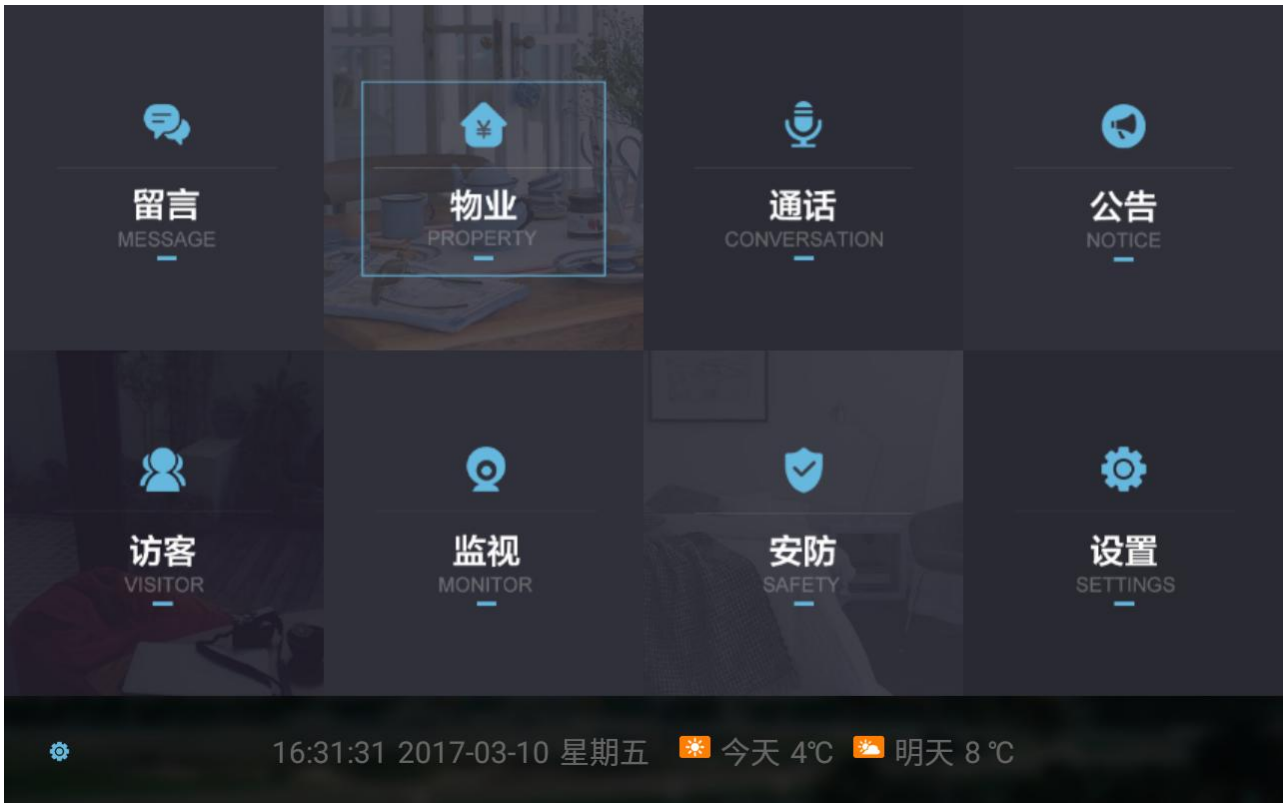 留言
MESSAGE
物业
PROPERTY
通话
CONVERSATION
公告
NOTICE
访客
VISITOR
监视
MONITOR
安防
SAFETY
设置
SETTINGS
16:31:31 2017-03-10 星期五 今天 4℃ 明天 8 ℃